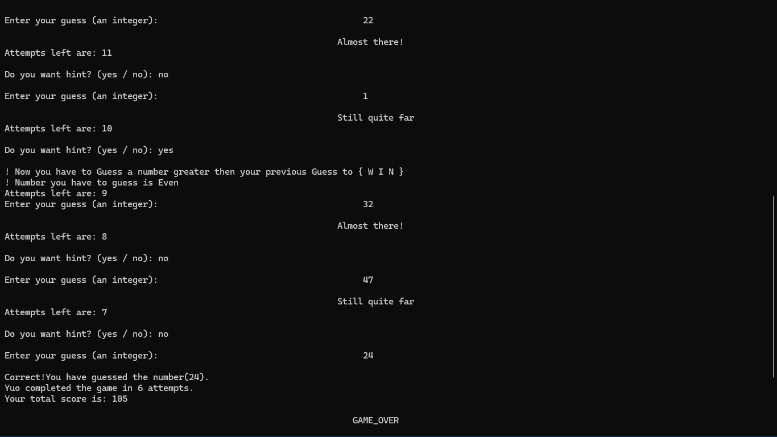 Enter your guess (an integer): 22
Almost there!
Attempts left are: 11
Do you want hint? (yes / no): no
Enter your guess (an integer): 1
Still quite far
Attempts left are: 10
Do you want hint? (yes / no): yes
! Now you have to Guess a number greater then your previous Guess to { W I N }
! Number you have to guess is Even
Attempts left are: 9
Enter your guess (an integer): 32
Almost there!
Attempts left are: 8
Do you want hint? (yes / no): no
Enter your guess (an integer): 47
Still quite far
Attempts left are: 7
Do you want hint? (yes / no): no
Enter your guess (an integer): 24
Correct!You have guessed the number(24).
Yuo completed the game in 6 attempts.
Your total score is: 105
GAME_OVER